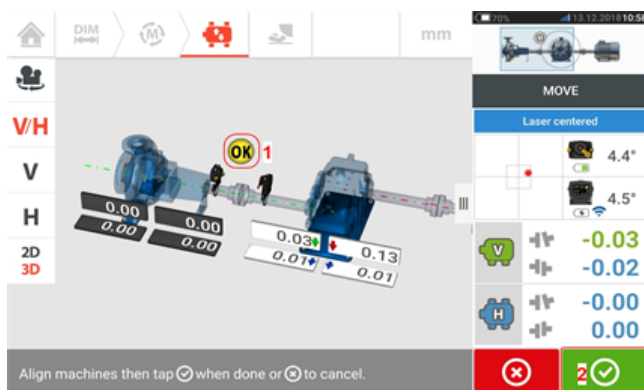 70% 13.12.2018 10:58
DIM
M
mm
MOVE
Laser centered
V/H
OK 1
4.4°
V
4.5°
H
0.00 0.00
0.00 0.00
0.03 0.13
0.01 0.01
2D
3D
V -0.03
-0.02
H -0.00
0.00
Align machines then tap when done or to cancel.
2